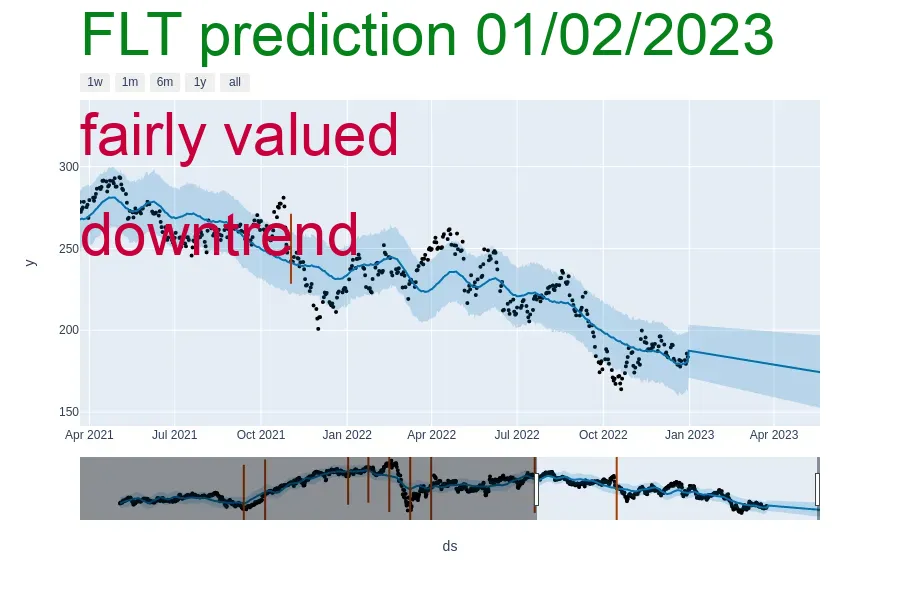 FLT prediction 01/02/2023
1w 1m 6m 1y all
fairly valued
300
downtrend
250
y
200
150
Apr 2021 Jul 2021 Oct 2021 Jan 2022 Apr 2022 Jul 2022 Oct 2022 Jan 2023 Apr 2023
ds